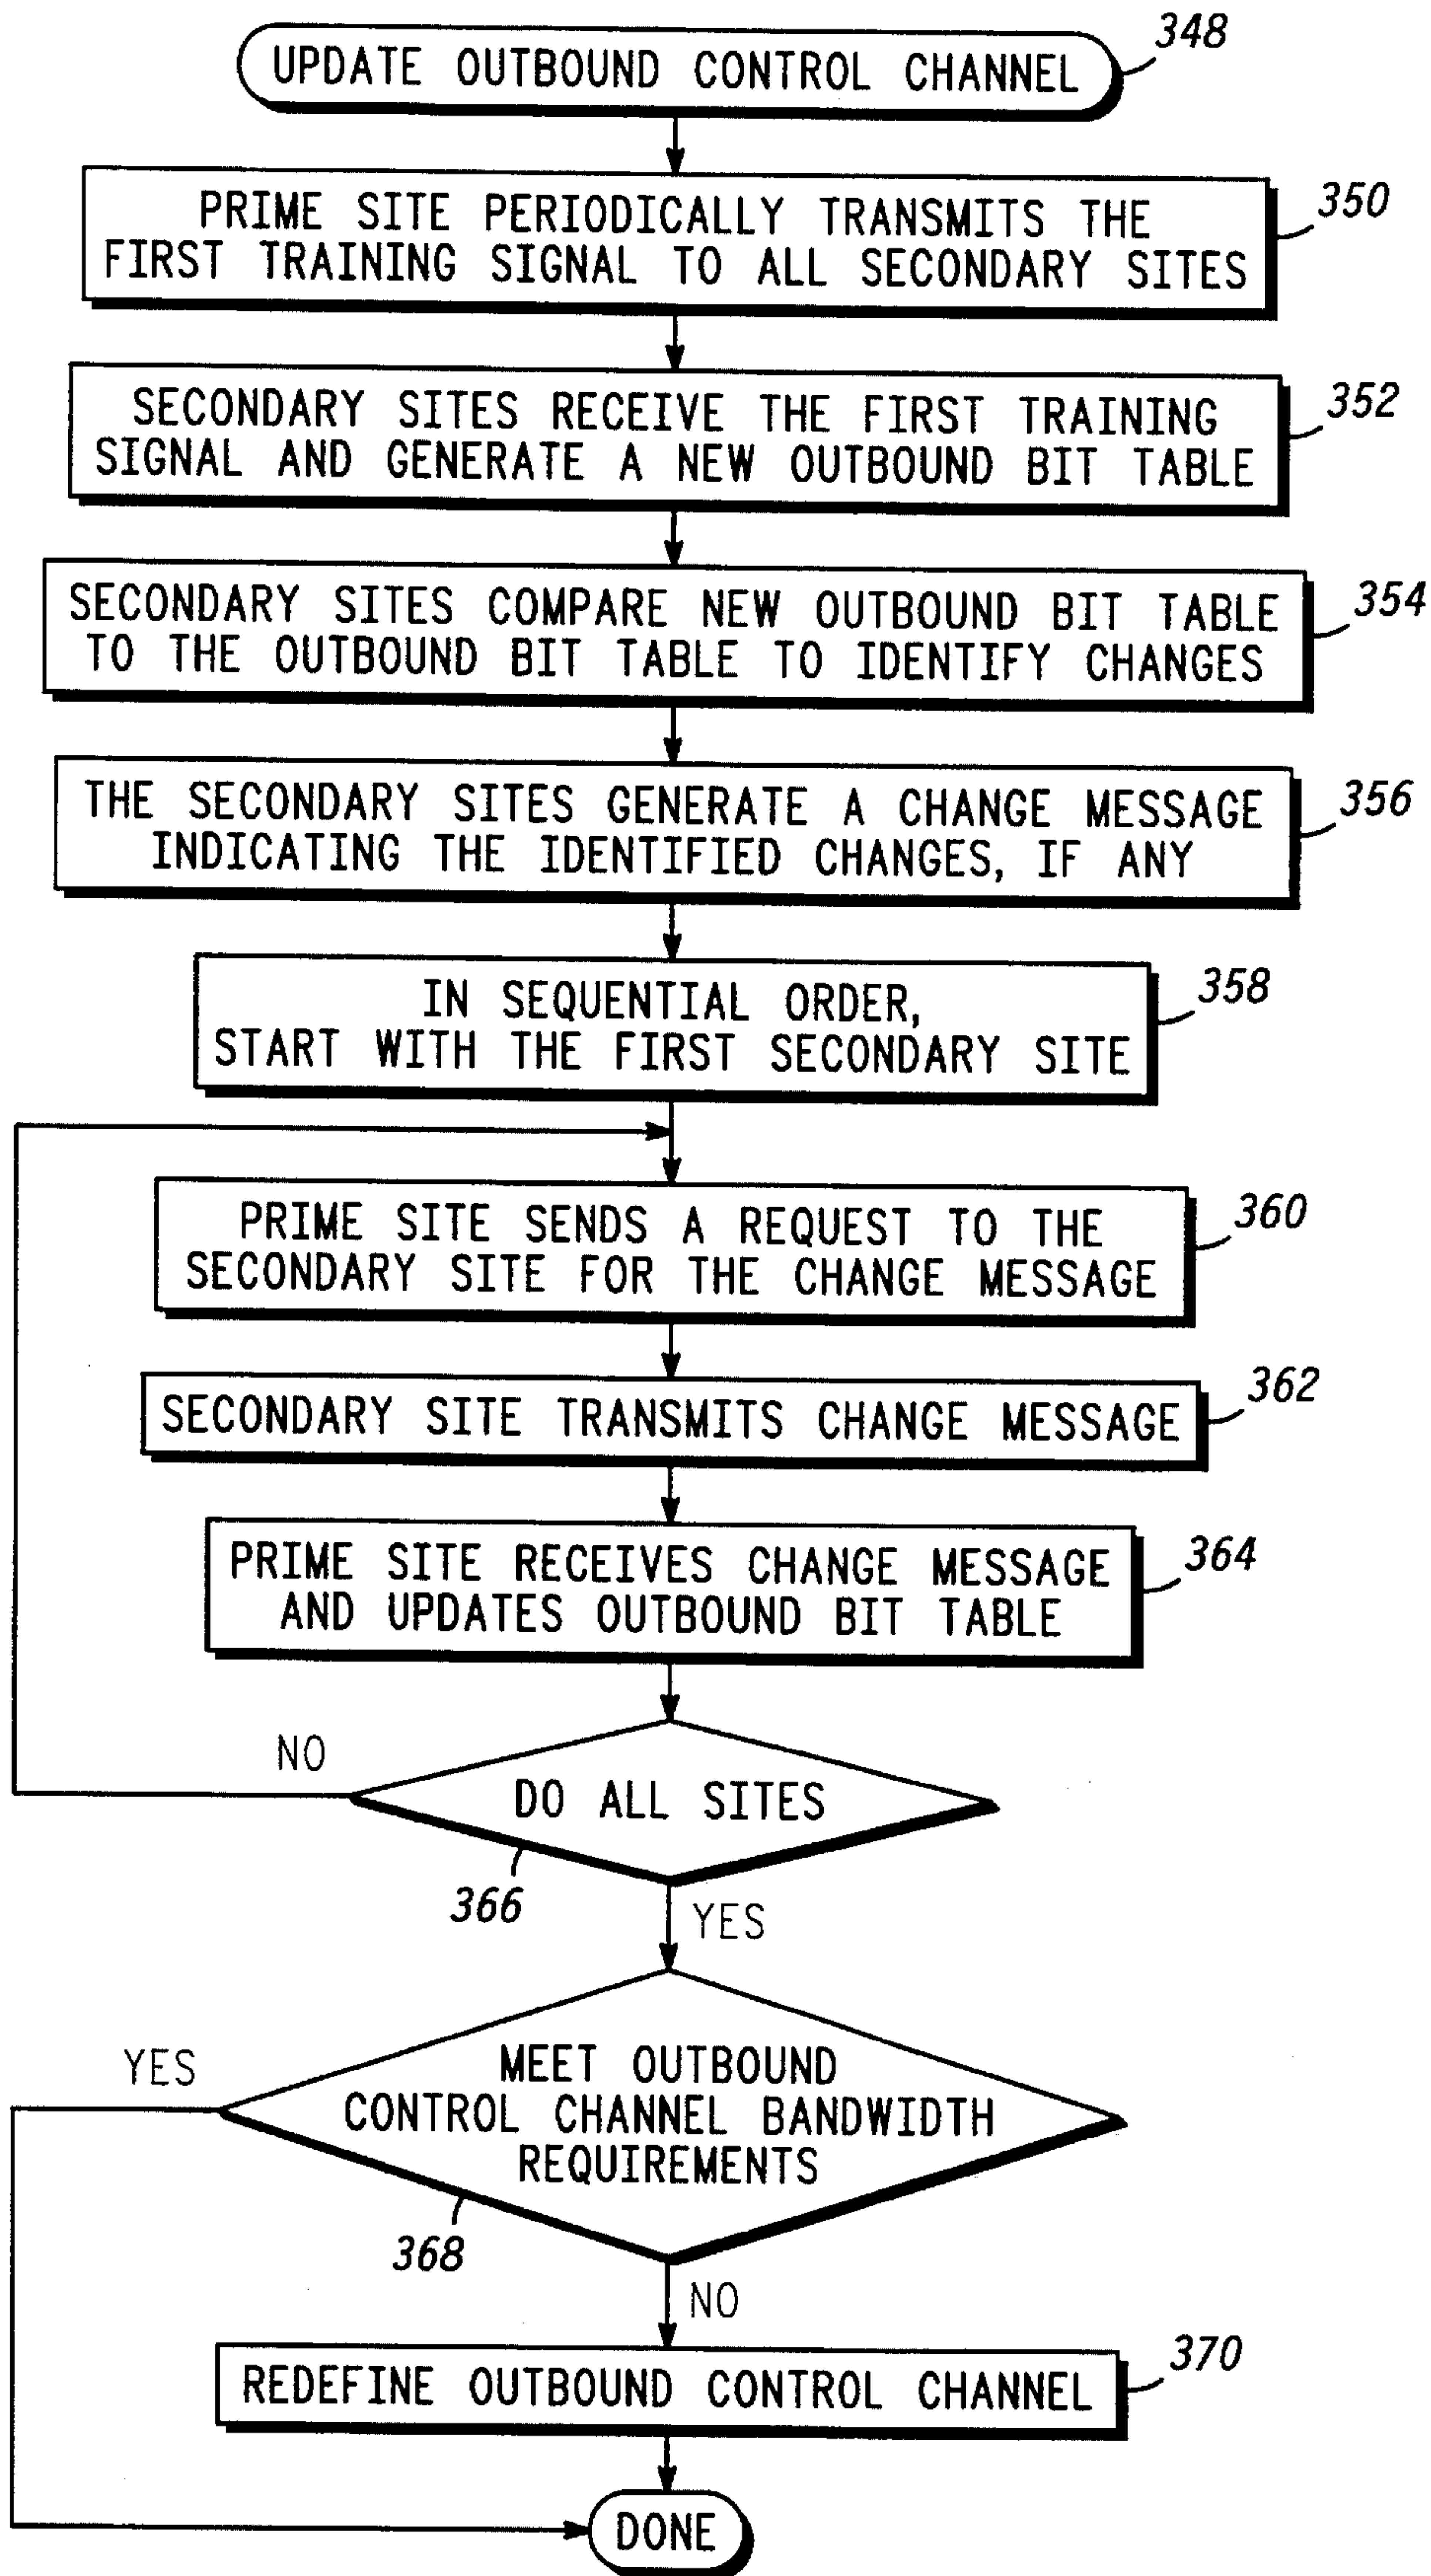 UPDATE OUTBOUND CONTROL CHANNEL
348
PRIME SITE PERIODICALLY TRANSMITS THE
FIRST TRAINING SIGNAL TO ALL SECONDARY SITES
350
SECONDARY SITES RECEIVE THE FIRST TRAINING
SIGNAL AND GENERATE A NEW OUTBOUND BIT TABLE
352
SECONDARY SITES COMPARE NEW OUTBOUND BIT TABLE
TO THE OUTBOUND BIT TABLE TO IDENTIFY CHANGES
354
THE SECONDARY SITES GENERATE A CHANGE MESSAGE
INDICATING THE IDENTIFIED CHANGES, IF ANY
356
IN SEQUENTIAL ORDER,
START WITH THE FIRST SECONDARY SITE
358
PRIME SITE SENDS A REQUEST TO THE
SECONDARY SITE FOR THE CHANGE MESSAGE
360
SECONDARY SITE TRANSMITS CHANGE MESSAGE
362
PRIME SITE RECEIVES CHANGE MESSAGE
AND UPDATES OUTBOUND BIT TABLE
364
NO
DO ALL SITES
366
YES
YES
MEET OUTBOUND
CONTROL CHANNEL BANDWIDTH
REQUIREMENTS
368
NO
REDEFINE OUTBOUND CONTROL CHANNEL
370
DONE